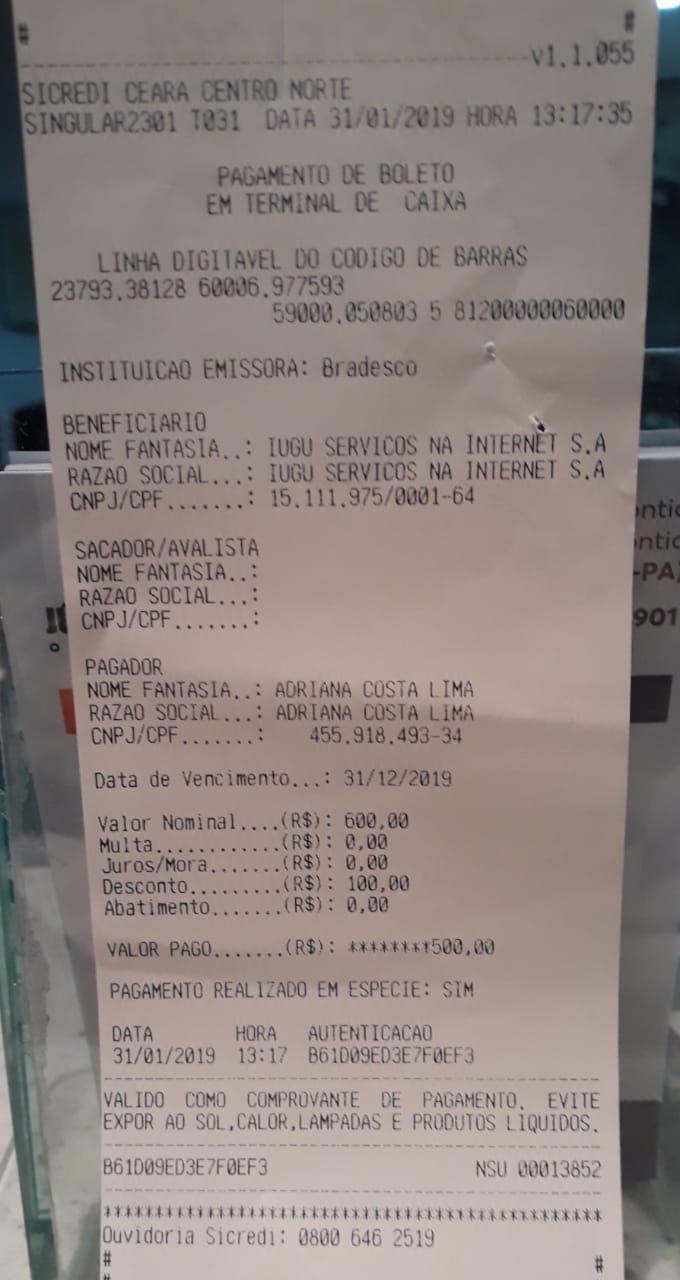 #
#
v1.1.055
SICREDI CEARA CENTRO NORTE
SINGULAR2301 T031 DATA 31/01/2019 HORA 13:17:35
PAGAMENTO DE BOLETO
EM TERMINAL DE CAIXA
LINHA DIGITAVEL DO CODIGO DE BARRAS
23793.38128 60006.977593
59000.050803 5 81200000060000
INSTITUICAO EMISSORA: Bradesco
BENEFICIARIO
NOME FANTASIA..: IUGU SERVICOS NA INTERNET S.A
RAZAO SOCIAL...: IUGU SERVICOS NA INTERNET S.A
CNPJ/CPF.......: 15.111.975/0001-64
SACADOR/AVALISTA
NOME FANTASIA..:
RAZAO SOCIAL...:
CNPJ/CPF.......:
PAGADOR
NOME FANTASIA..: ADRIANA COSTA LIMA
RAZAO SOCIAL...: ADRIANA COSTA LIMA
CNPJ/CPF.......: 455.918.493-34
Data de Vencimento...: 31/12/2019
Valor Nominal....(R$): 600,00
Multa............(R$): 0,00
Juros/Mora.......(R$): 0,00
Desconto.........(R$): 100,00
Abatimento.......(R$): 0,00
VALOR PAGO.......(R$): ********500,00
PAGAMENTO REALIZADO EM ESPECIE: SIM
DATA HORA AUTENTICACAO
31/01/2019 13:17 B61D09ED3E7F0EF3
VALIDO COMO COMPROVANTE DE PAGAMENTO. EVITE
EXPOR AO SOL,CALOR,LAMPADAS E PRODUTOS LIQUIDOS.
B61D09ED3E7F0EF3 NSU 00013852
**************************************************
Ouvidoria Sicredi: 0800 646 2519
# #
#
-PA)
901